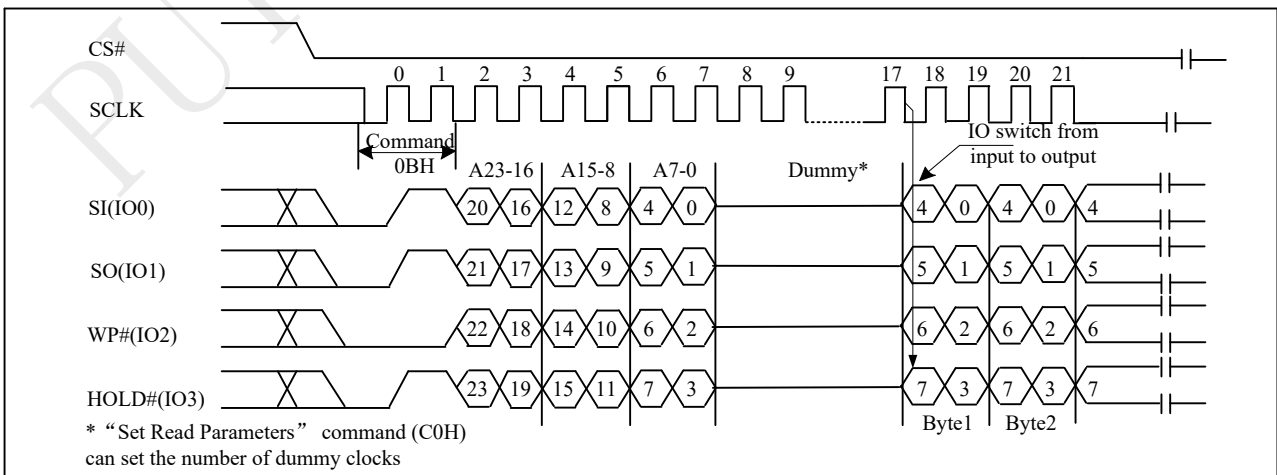 PUY
CS#
0 1 2 3 4 5 6 7 8 9 17 18 19 20 21
SCLK
Command
0BH
IO switch from
input to output
A23-16 A15-8 A7-0 Dummy*
SI(IO0) 20 16 12 8 4 0 4 0 4 0 4
SO(IO1) 21 17 13 9 5 1 5 1 5 1 5
WP#(IO2) 22 18 14 10 6 2 6 2 6 2 6
HOLD#(IO3) 23 19 15 11 7 3 7 3 7 3 7
Byte1 Byte2
* “Set Read Parameters” command (C0H)
can set the number of dummy clocks